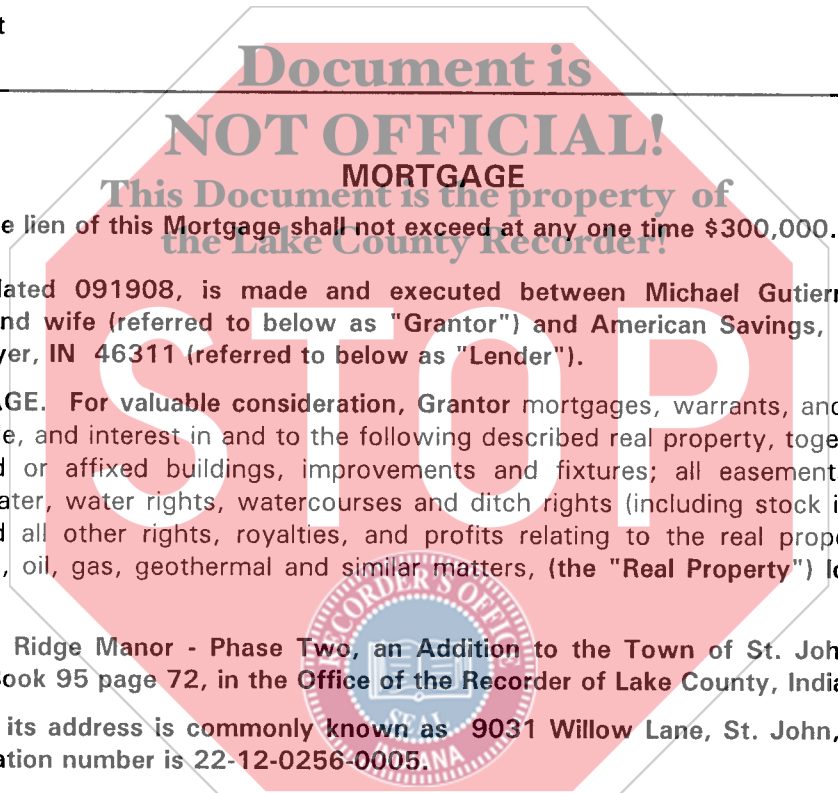 t
Document is
NOT OFFICIAL!
MORTGAGE
This Document is the property of
e lien of this Mortgage shall not exceed at any one time $300,000.
the Lake County Recorder!
lated 091908, is made and executed between Michael Gutierr
nd wife (referred to below as "Grantor") and American Savings,
yer, IN 46311 (referred to below as "Lender").
AGE. For valuable consideration, Grantor mortgages, warrants, and
e, and interest in and to the following described real property, toge
d or affixed buildings, improvements and fixtures; all easement
ater, water rights, watercourses and ditch rights (including stock i
d all other rights, royalties, and profits relating to the real prope
, oil, gas, geothermal and similar matters, (the "Real Property") lo
STOP
RECORDER'S OFFICE
Ridge Manor - Phase Two, an Addition to the Town of St. Joh
Book 95 page 72, in the Office of the Recorder of Lake County, India
SEAL
its address is commonly known as 9031 Willow Lane, St. John,
INDIANA
ation number is 22-12-0256-0005.